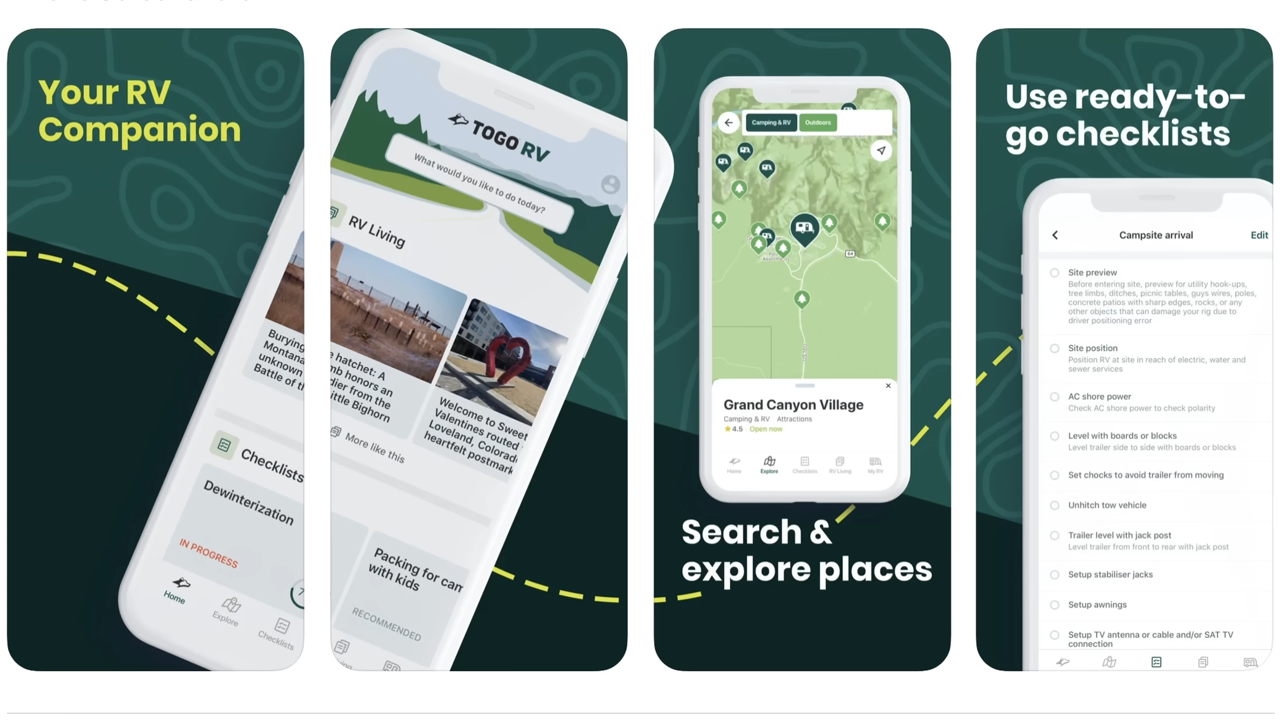 Your RV
Companion
TOGO RV
What would you like to do today?
RV Living
Burying the hatchet: A
Montana
honors an
unknown
from the
Battle of
Little Bighorn
Welcome to Sweet
Valentines routed
Loveland, Colorad
heartfelt postmark
More like this
Checklists
Dewinterization
IN PROGRESS
Packing for
with kids
RECOMMENDED
Home
Explore
Checklists
Camping & RV
Outdoors
64
Grand Canyon Village
Camping & RV Attractions
4.5 Open now
Home
Explore
Checklists
RV Living
My RV
Search &
explore places
Use ready-to-
go checklists
Campsite arrival
Edit
Site preview
Before entering site, preview for utility hook-ups,
tree limbs, ditches, picnic tables, guys wires, poles,
concrete patios with sharp edges, rocks, or any
other objects that can damage your rig due to
driver positioning error
Site position
Position RV at site in reach of electric, water and
sewer services
AC shore power
Check AC shore power to check polarity
Level with boards or blocks
Level trailer side to side with boards or blocks
Set chocks to avoid trailer from moving
Unhitch tow vehicle
Trailer level with jack post
Level trailer from front to rear with jack post
Setup stabiliser jacks
Setup awnings
Setup TV antenna or cable and/or SAT TV
connection